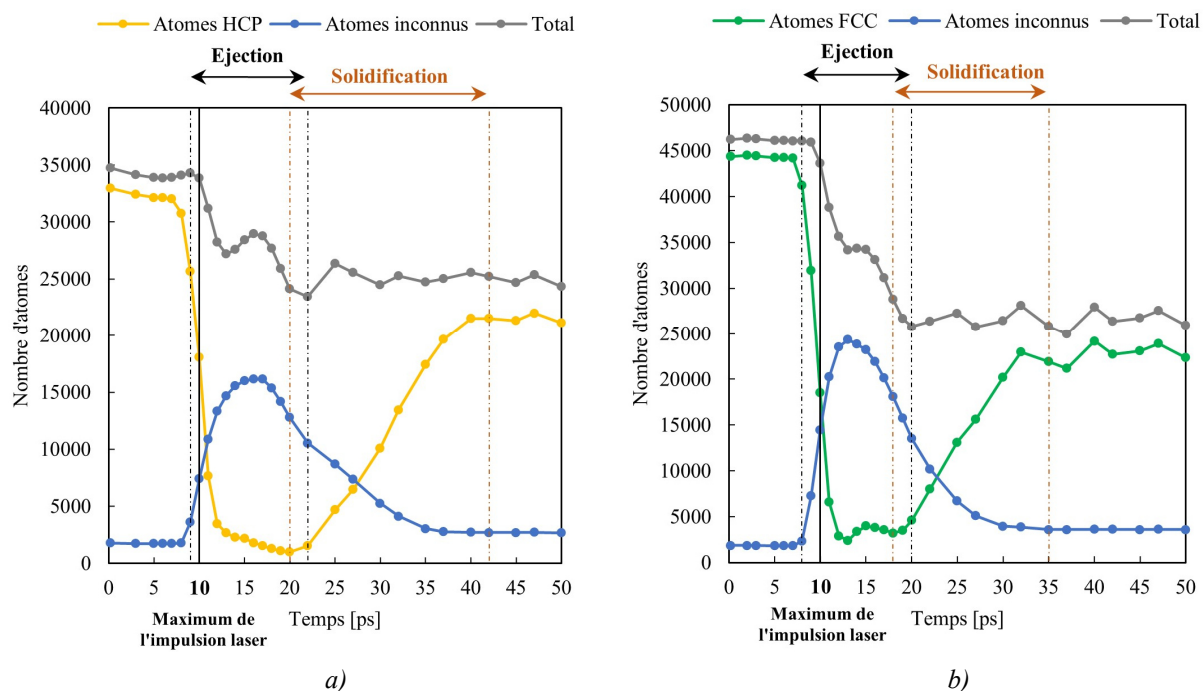 Atomes HCP Atomes inconnus Total
Ejection
Solidification
40000
35000
30000
25000
20000
15000
10000
5000
0
Nombre d'atomes
0 5 10 15 20 25 30 35 40 45 50
Maximum de
l'impulsion laser
Temps [ps]
a)
Atomes FCC Atomes inconnus Total
Ejection
Solidification
50000
45000
40000
35000
30000
25000
20000
15000
10000
5000
0
Nombre d'atomes
0 5 10 15 20 25 30 35 40 45 50
Maximum de
l'impulsion laser
Temps [ps]
b)